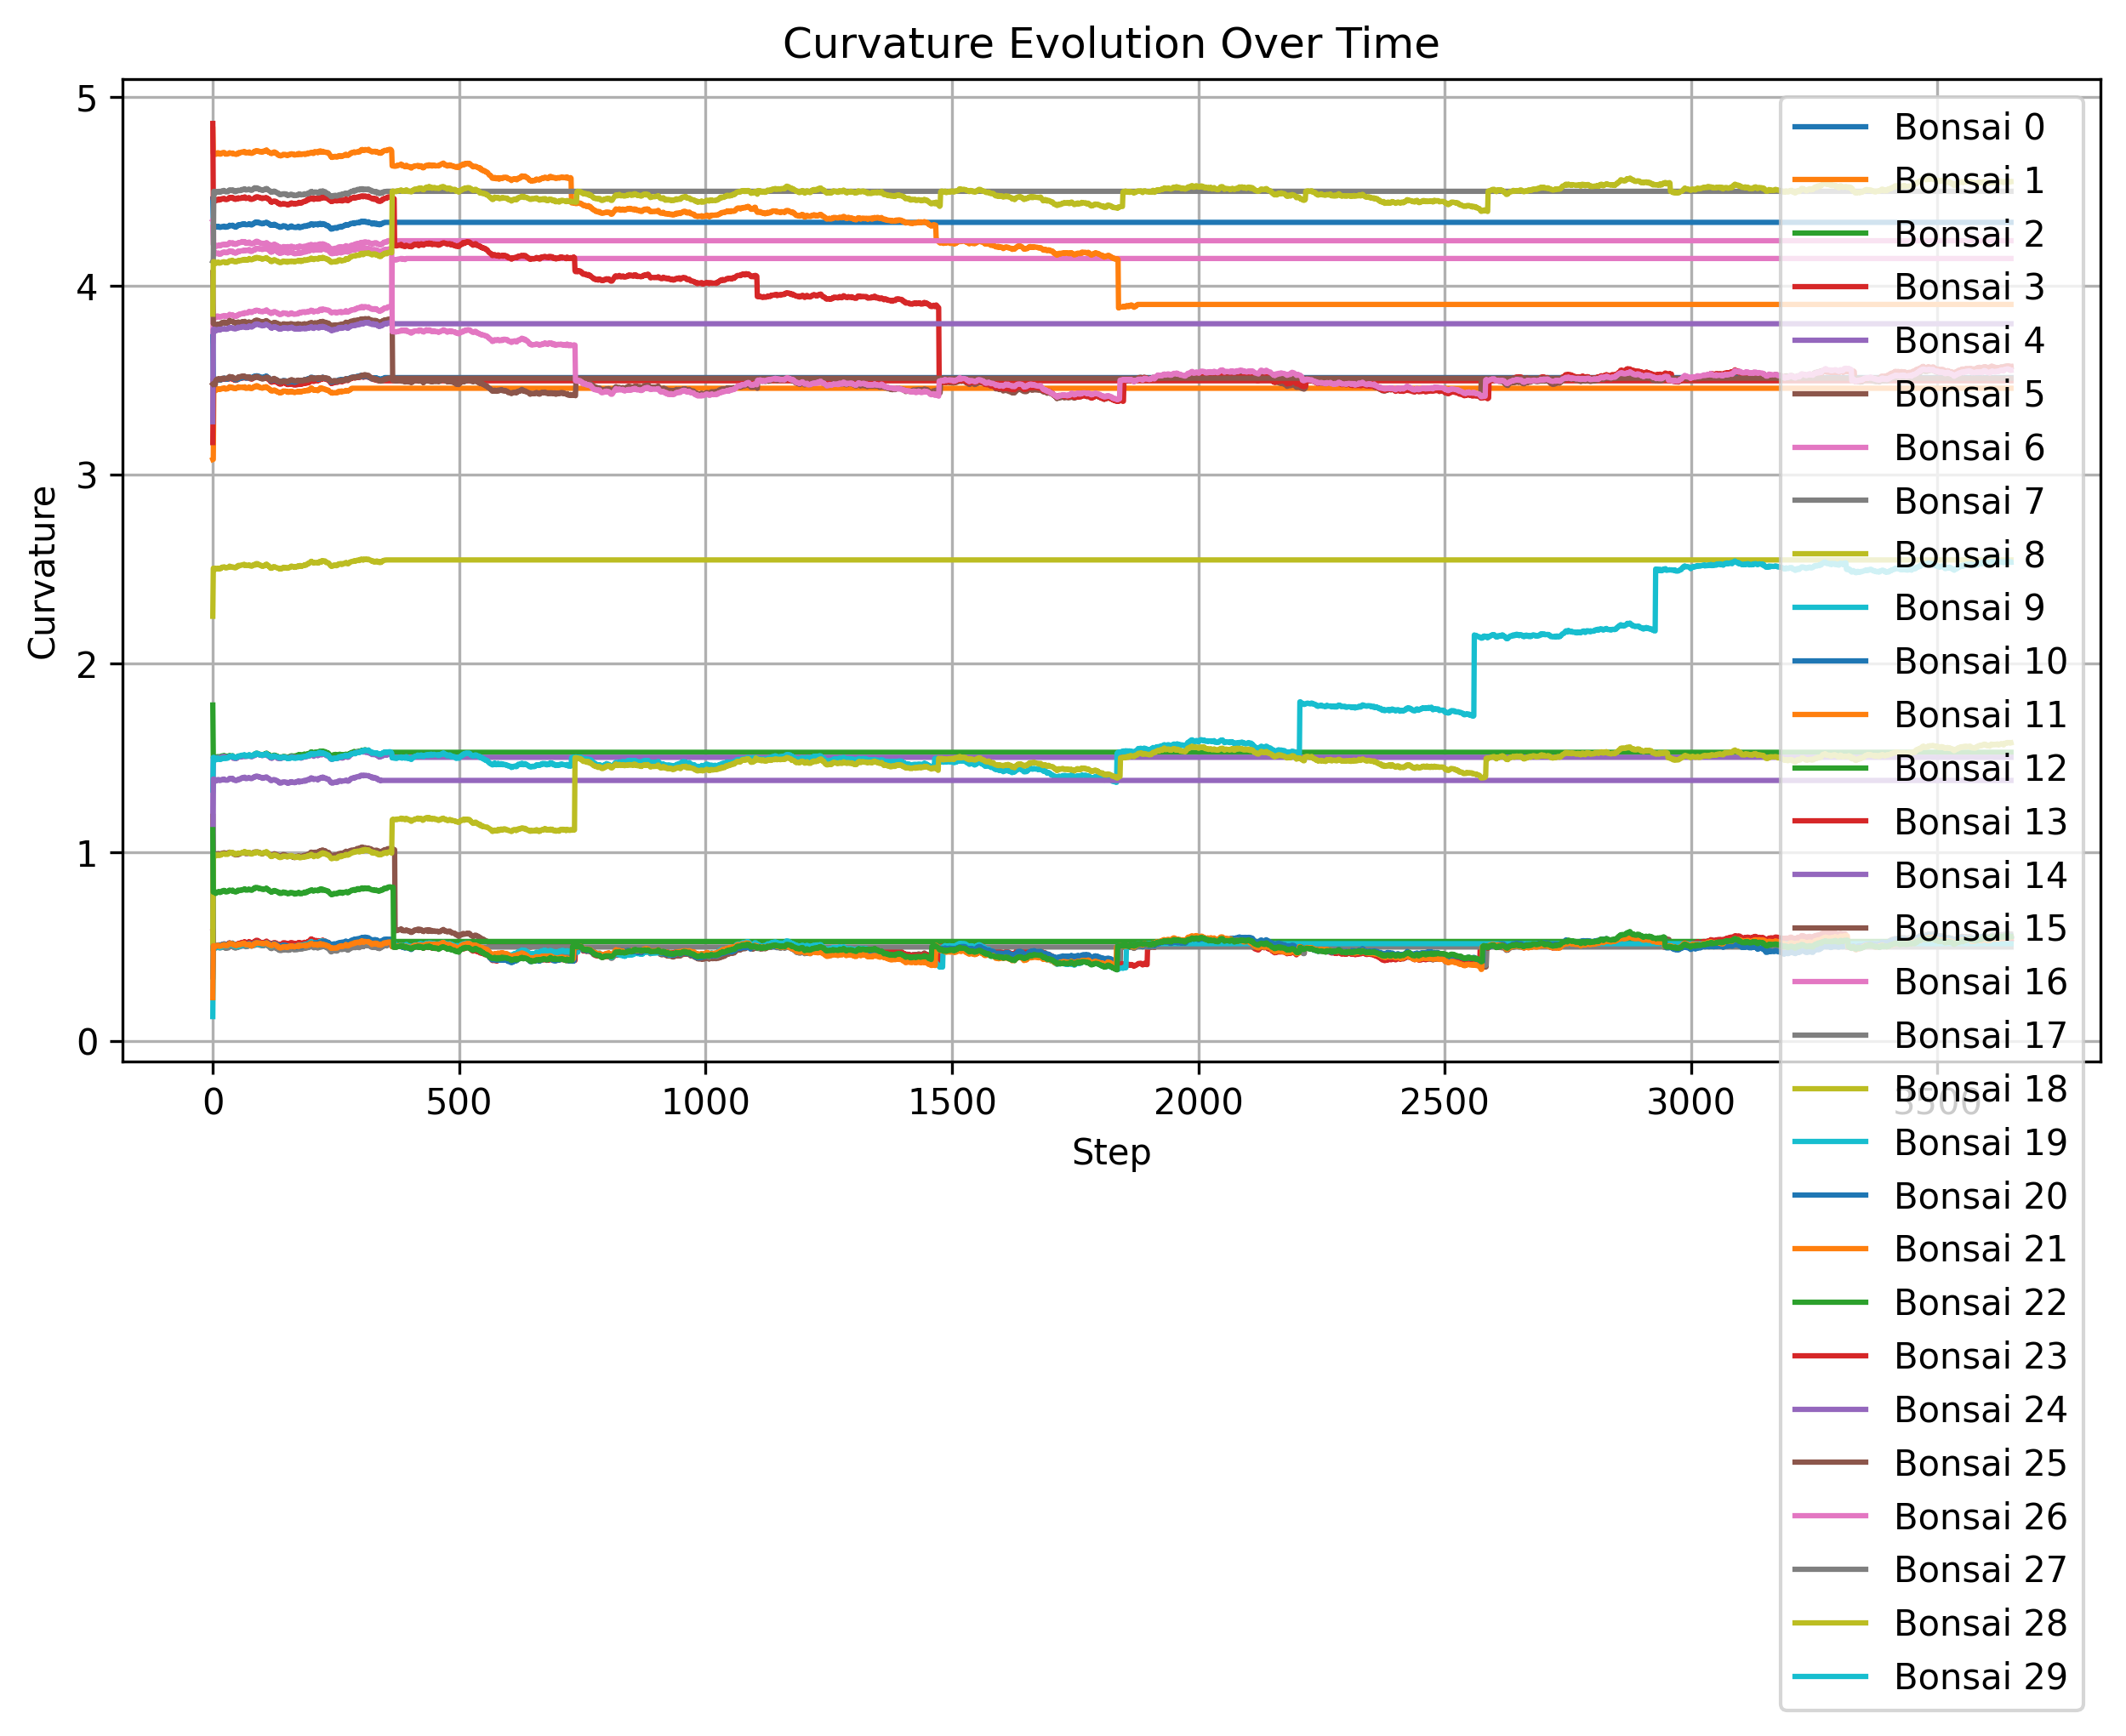 Curvature Evolution Over Time
Curvature
5
4
3
2
1
0
0
500
1000
1500
2000
2500
3000
3500
Step
Bonsai 0
Bonsai 1
Bonsai 2
Bonsai 3
Bonsai 4
Bonsai 5
Bonsai 6
Bonsai 7
Bonsai 8
Bonsai 9
Bonsai 10
Bonsai 11
Bonsai 12
Bonsai 13
Bonsai 14
Bonsai 15
Bonsai 16
Bonsai 17
Bonsai 18
Bonsai 19
Bonsai 20
Bonsai 21
Bonsai 22
Bonsai 23
Bonsai 24
Bonsai 25
Bonsai 26
Bonsai 27
Bonsai 28
Bonsai 29